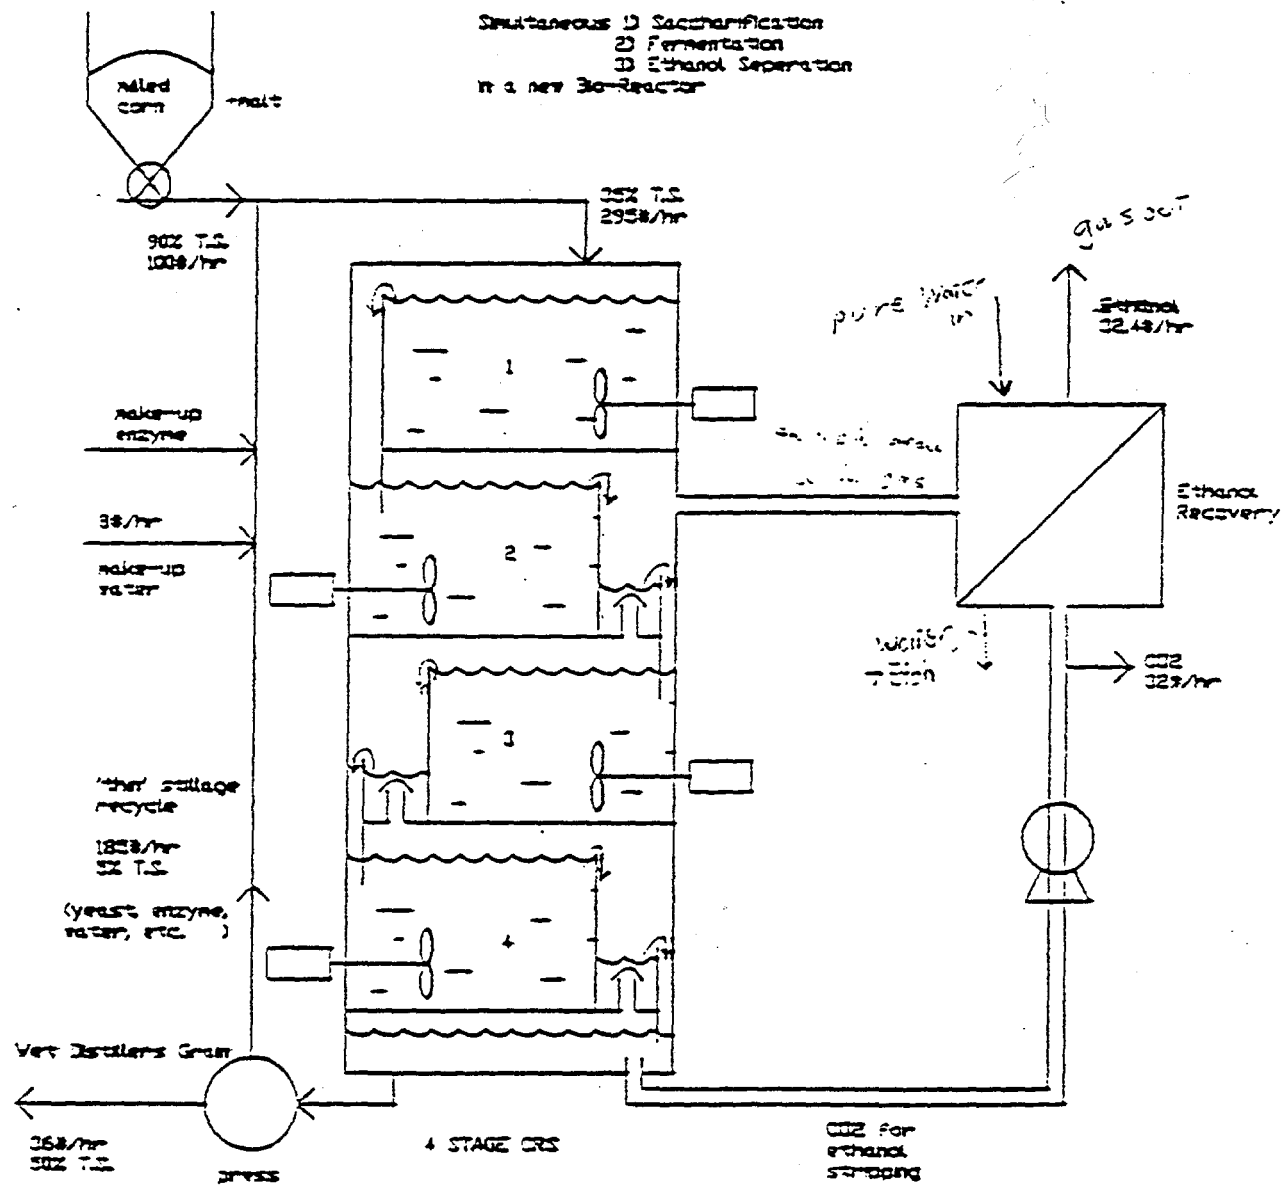 Simultaneous 1) Saccharification
2) Fermentation
3) Ethanol Seperation
in a new Bio-Reactor
milled
corn
+malt
90% T.S.
100#/hr
35% T.S.
295#/hr
pure water
in
gas out
Ethanol
32.4#/hr
1
make-up
enzyme
3#/hr
make-up
water
2
Ethanol
Recovery
water
CO2
32#/hr
3
'thin' stillage
recycle
185#/hr
5% T.S.
(yeast, enzyme,
water, etc. )
4
Wet Distillers Grain
36#/hr
50% T.S.
press
4 STAGE CRS
CO2 for
ethanol
stripping